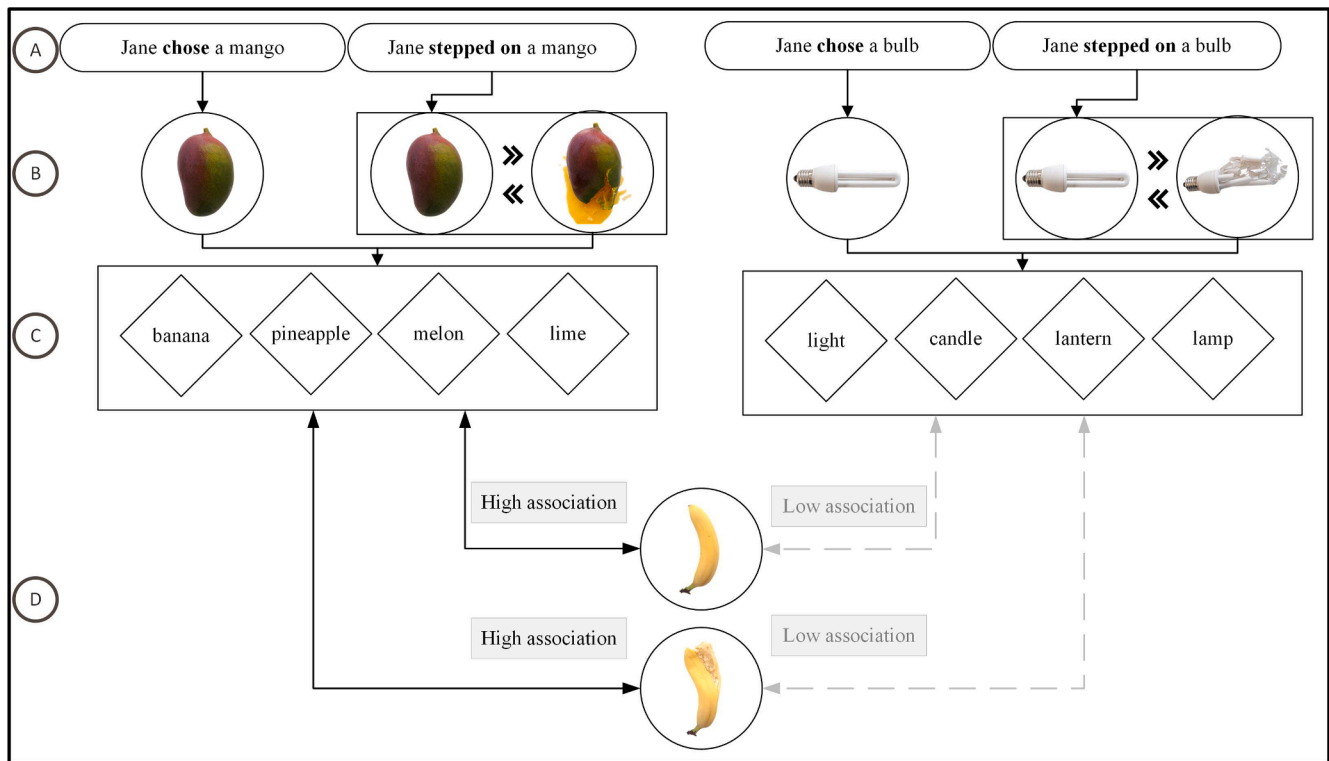 A
Jane chose a mango
Jane stepped on a mango
Jane chose a bulb
Jane stepped on a bulb
B
C
banana
pineapple
melon
lime
light
candle
lantern
lamp
D
High association
Low association
High association
Low association